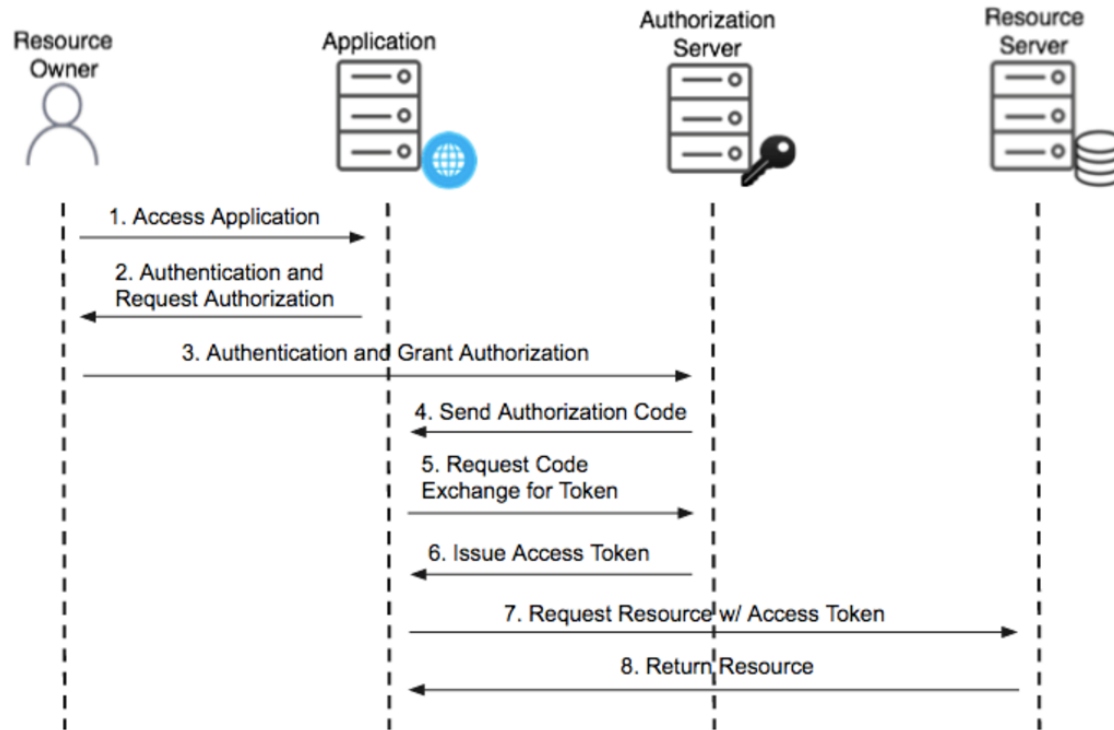 Resource
Owner
Application
Authorization
Server
Resource
Server
1. Access Application
2. Authentication and
Request Authorization
3. Authentication and Grant Authorization
4. Send Authorization Code
5. Request Code
Exchange for Token
6. Issue Access Token
7. Request Resource w/ Access Token
8. Return Resource